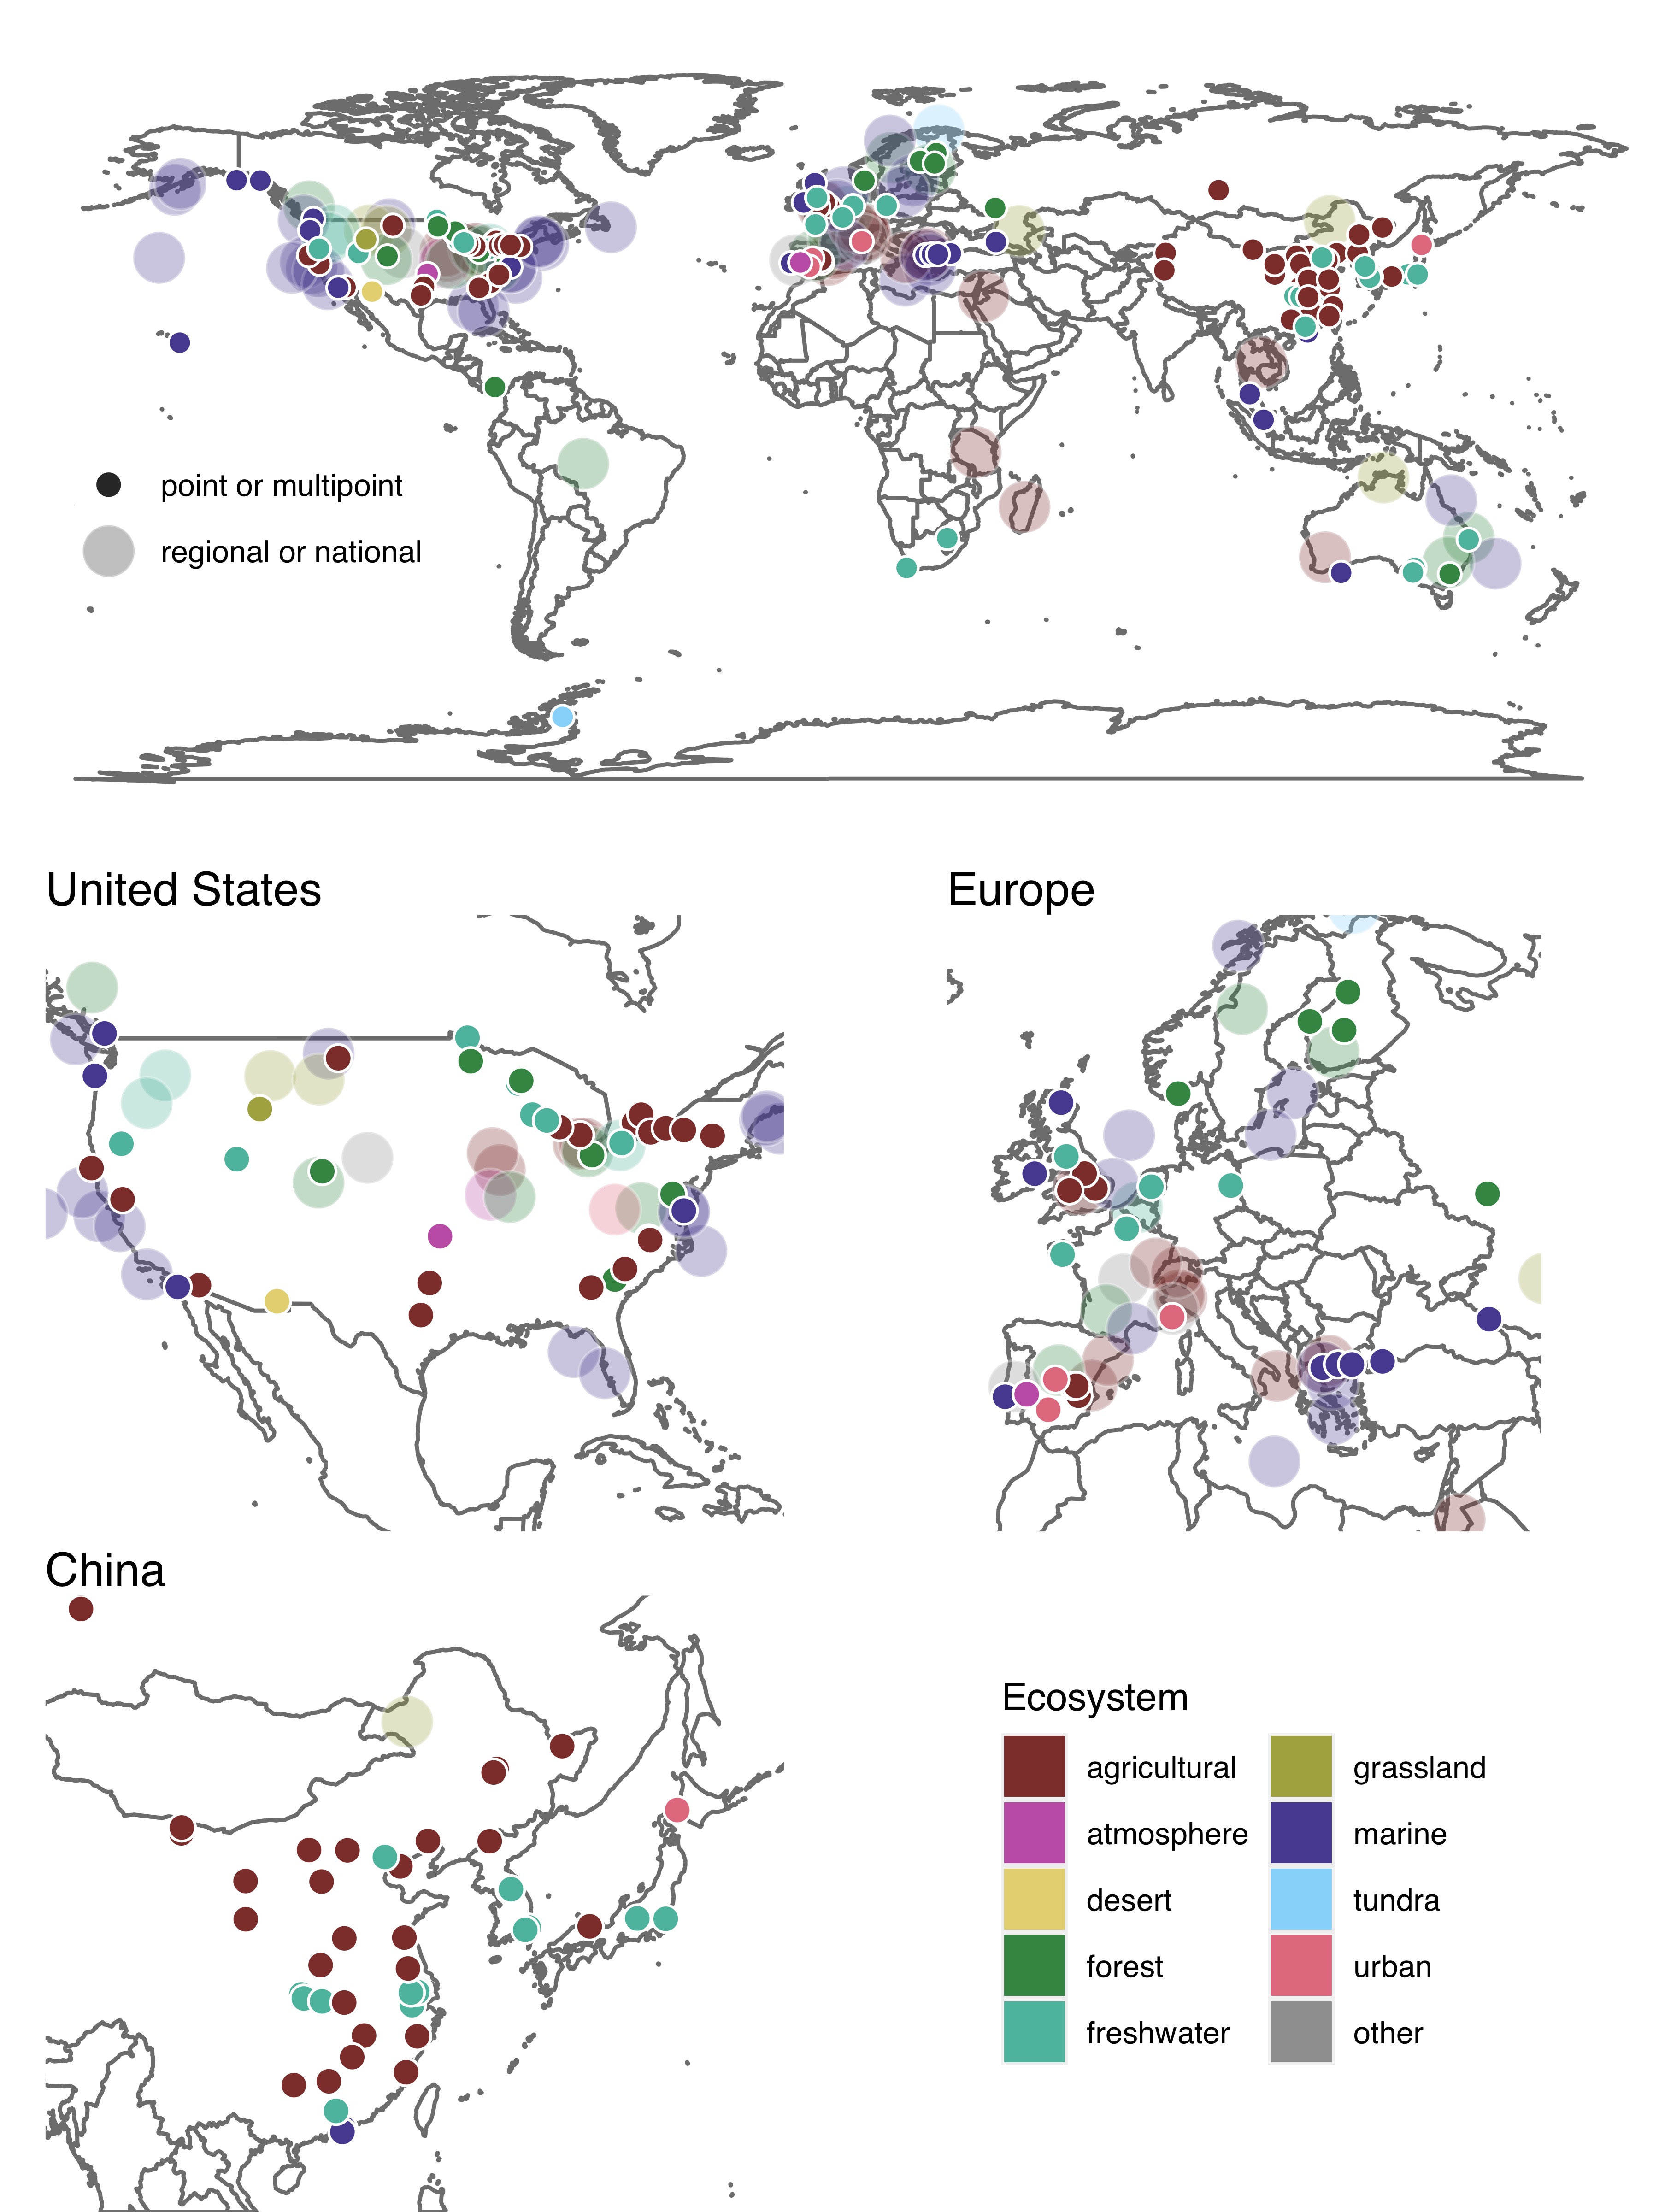 point or multipoint
regional or national
United States
Europe
China
Ecosystem
agricultural
grassland
atmosphere
marine
desert
tundra
forest
urban
freshwater
other